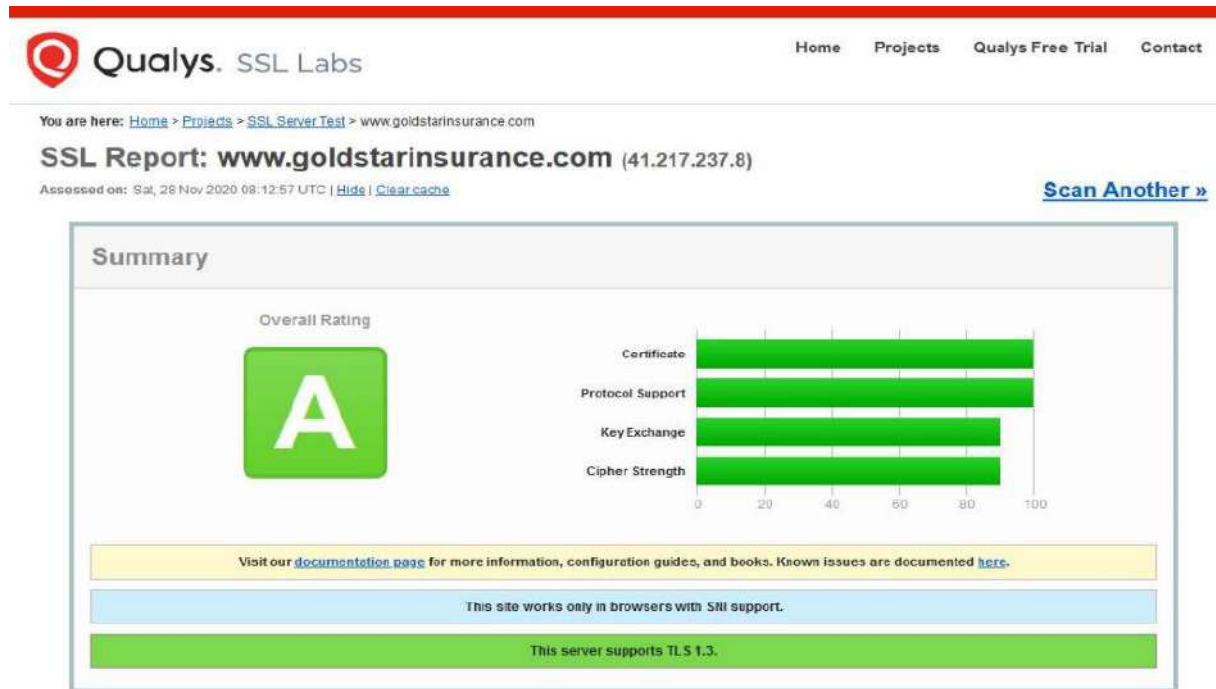 Qualys. SSL Labs
Home Projects Qualys Free Trial Contact
You are here: Home > Projects > SSL Server Test > www.goldstarinsurance.com
SSL Report: www.goldstarinsurance.com (41.217.237.8)
Assessed on: Sat, 28 Nov 2020 08:12:57 UTC | Hide | Clear cache
Scan Another »
Summary
Overall Rating
A
Certificate
Protocol Support
Key Exchange
Cipher Strength
0 20 40 60 80 100
Visit our documentation page for more information, configuration guides, and books. Known issues are documented here.
This site works only in browsers with SNI support.
This server supports TLS 1.3.